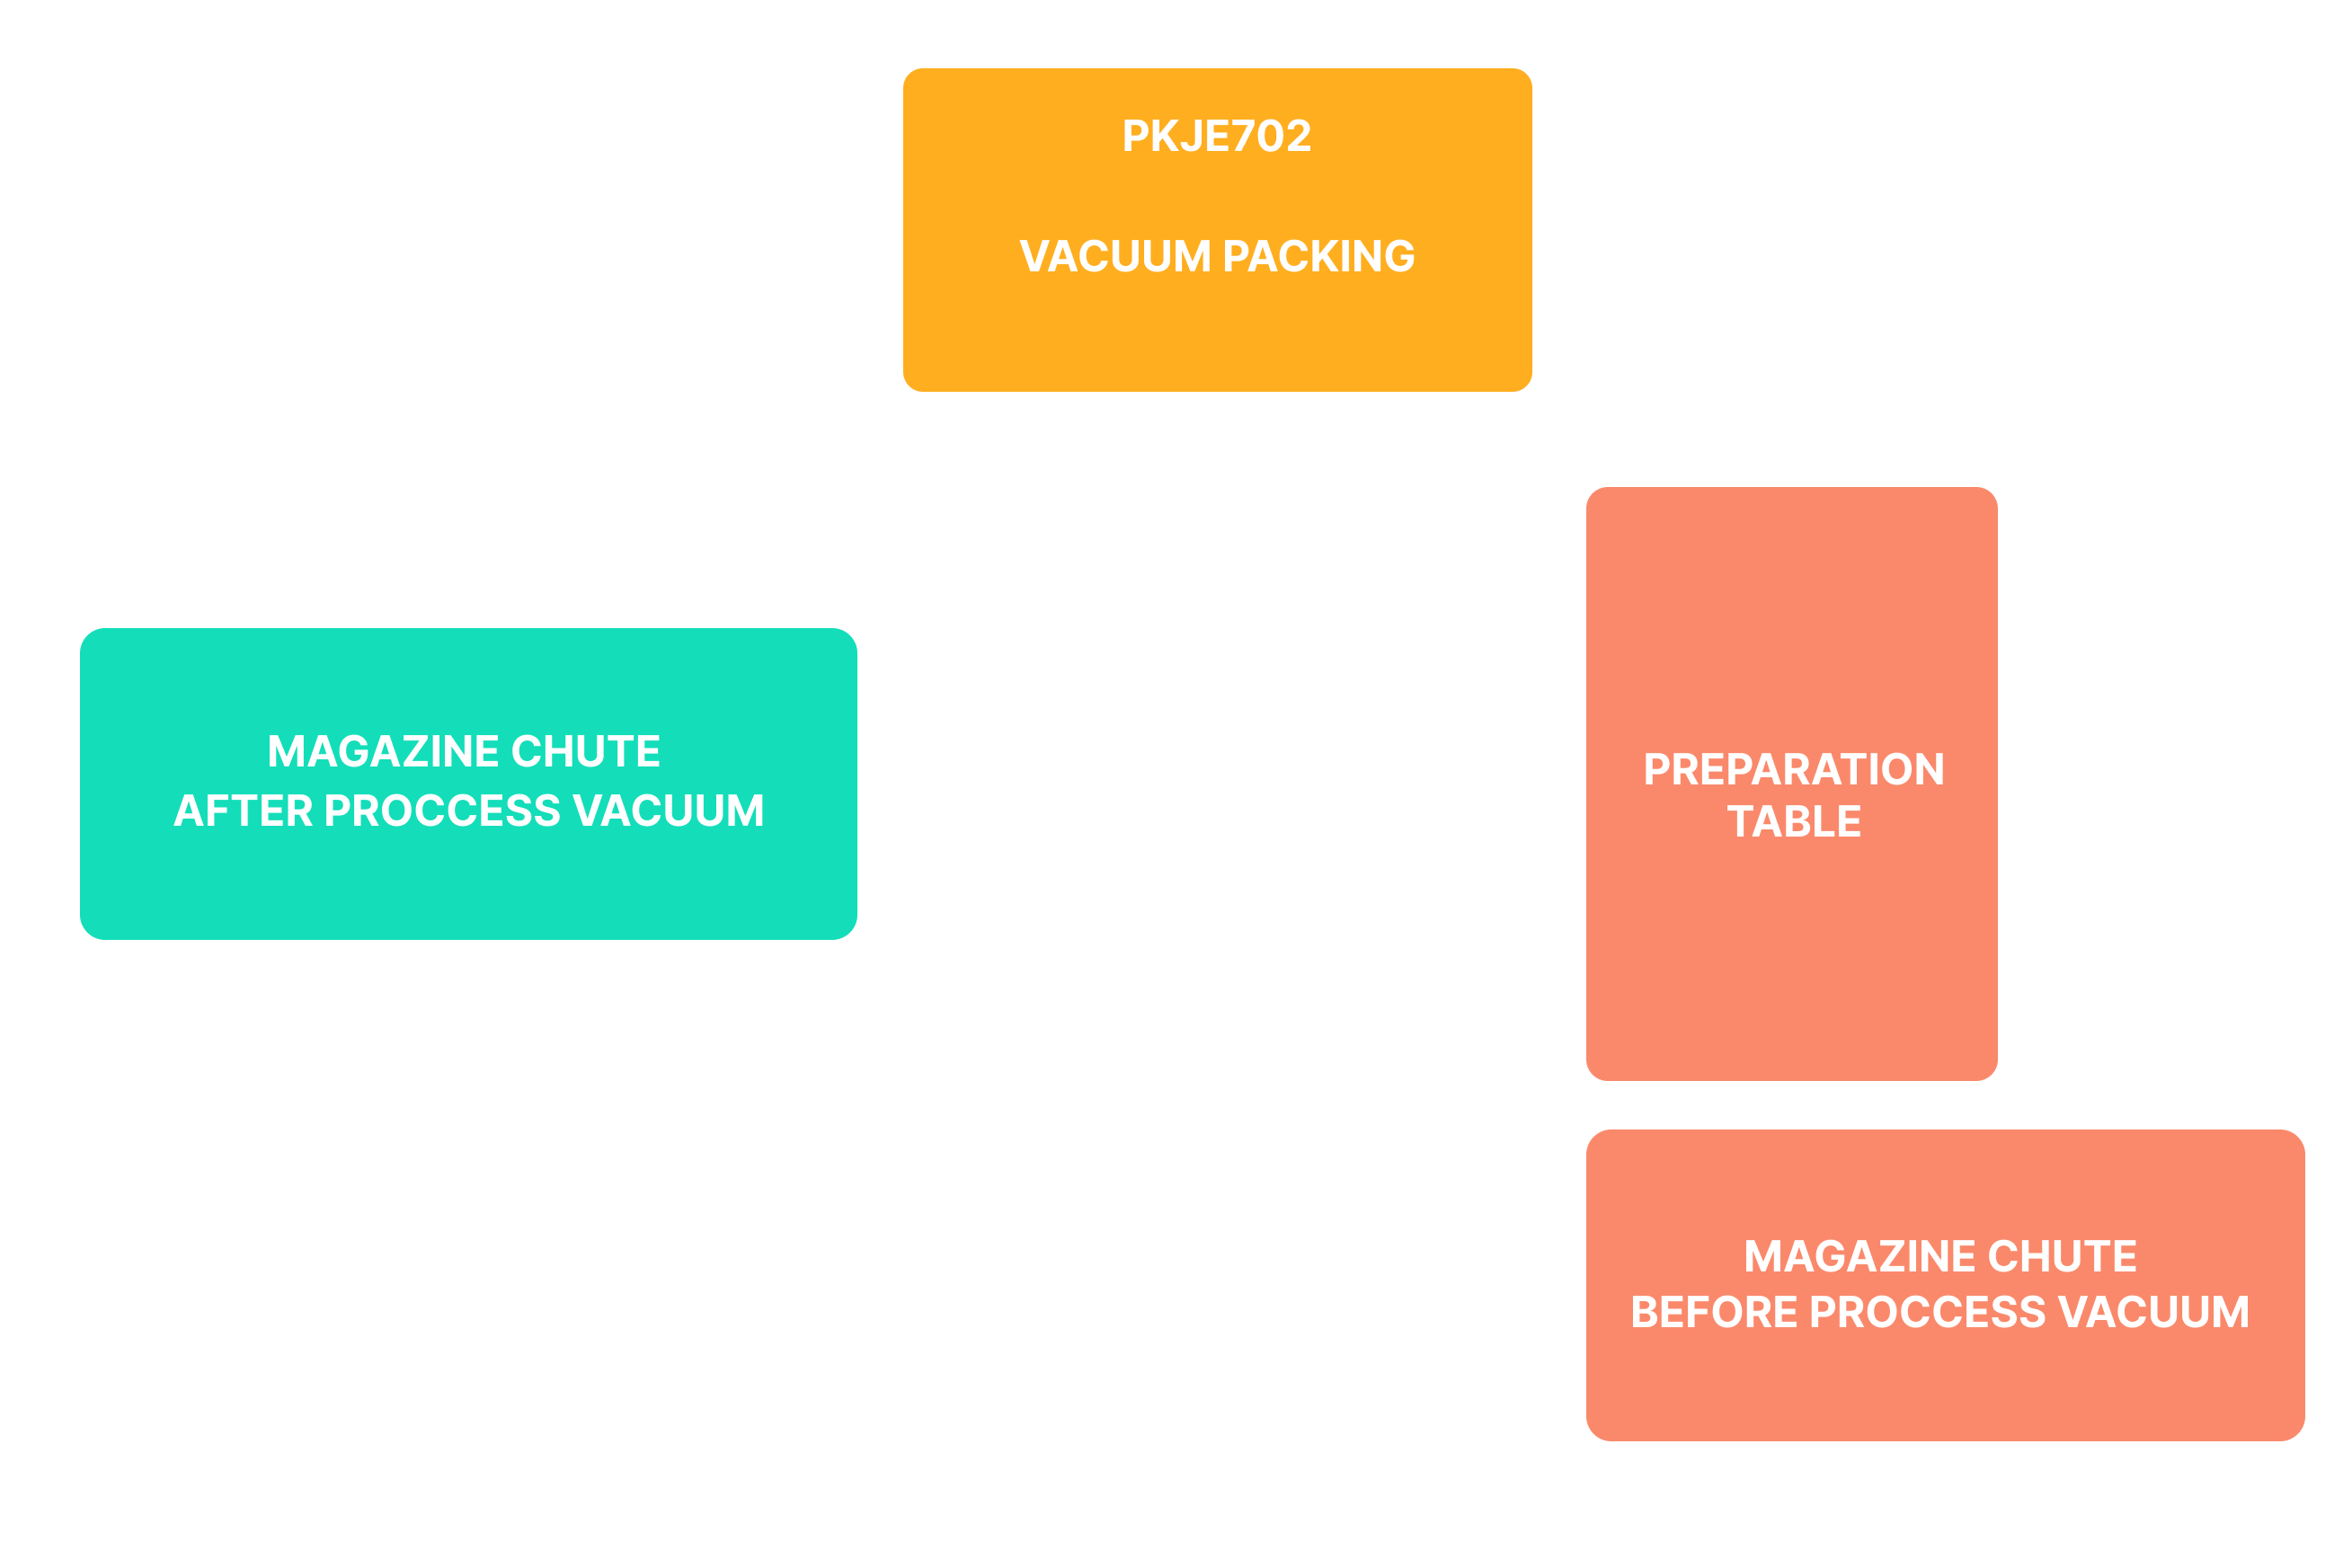 PKJE702
VACUUM PACKING
MAGAZINE CHUTE
AFTER PROCCESS VACUUM
PREPARATION
TABLE
MAGAZINE CHUTE
BEFORE PROCCESS VACUUM